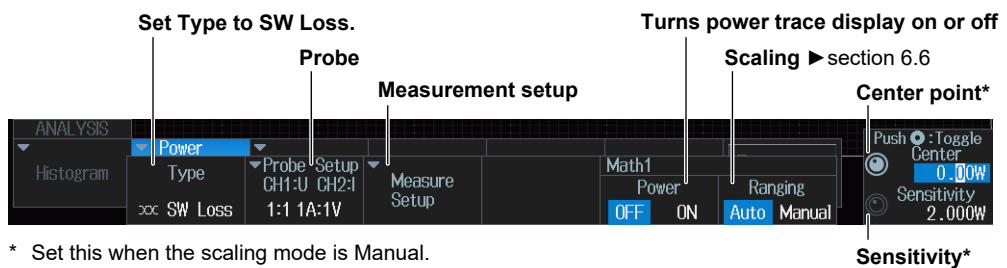 Set Type to SW Loss.
Turns power trace display on or off
Probe
Scaling ►section 6.6
Measurement setup
Center point*
ANALYSIS
Power
Push :Toggle
Histogram
Type
Probe Setup
CH1:U CH2:I
Measure
Setup
Math1
Center
0.00W
Power
Ranging
Sensitivity
SW Loss
1:1 1A:1V
OFF ON
Auto Manual
2.000W
* Set this when the scaling mode is Manual.
Sensitivity*